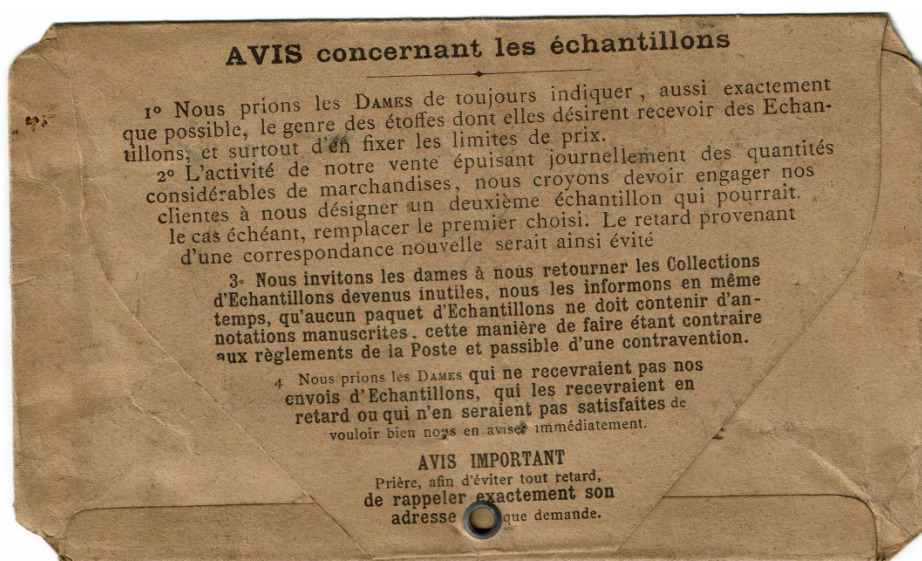 AVIS concernant les échantillons
1º Nous prions les DAMES de toujours indiquer, aussi exactement
que possible, le genre des étoffes dont elles désirent recevoir des Echan-
tillons, et surtout d'en fixer les limites de prix.
2º L'activité de notre vente épuisant journellement des quantités
considérables de marchandises, nous croyons devoir engager nos
clientes à nous désigner un deuxième échantillon qui pourrait.
le cas échéant, remplacer le premier choisi. Le retard provenant
d'une correspondance nouvelle serait ainsi évité
3º Nous invitons les dames à nous retourner les Collections
d'Echantillons devenus inutiles, nous les informons en même
temps, qu'aucun paquet d'Echantillons ne doit contenir d'an-
notations manuscrites, cette manière de faire étant contraire
aux règlements de la Poste et passible d'une contravention.
4 Nous prions les DAMES qui ne recevraient pas nos
envois d'Echantillons, qui les recevraient en
retard ou qui n'en seraient pas satisfaites de
vouloir bien nous en aviser immédiatement.
AVIS IMPORTANT
Prière, afin d'éviter tout retard,
de rappeler exactement son
adresse que demande.